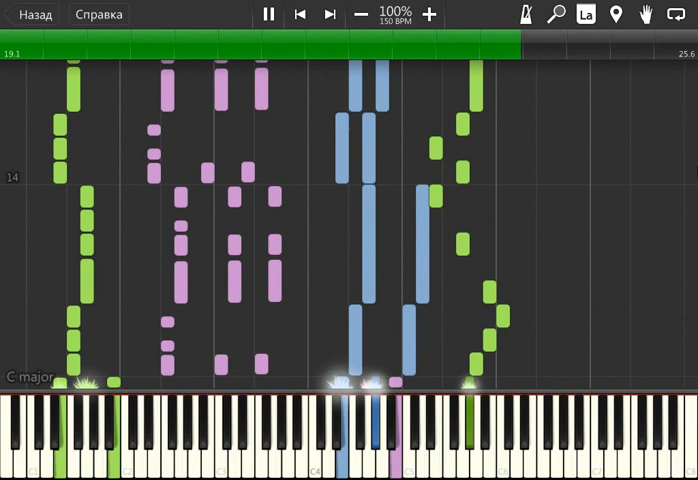 Назад
Справка
100%
150 BPM
La
19.1
25.6
14
C major
C1
C2
C3
C4
C5
C6
C7
C8